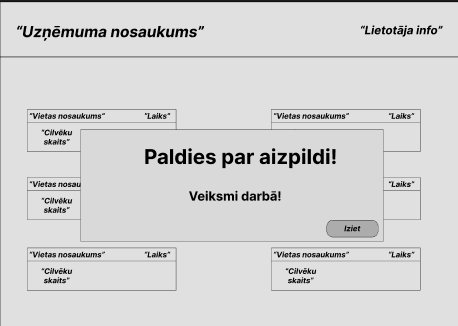 “Uzņēmuma nosaukums”
“Lietotāja info”
“Vietas nosaukums” “Laiks”
“Cilvēku
skaits”
“Vietas nosaukums” “Laiks”
Paldies par aizpildi!
Veiksmi darbā!
Iziet
“Vietas nosau
“Cilvēku
skaits”
“Laiks”
“Vietas nosaukums” “Laiks”
“Cilvēku
skaits”
“Vietas nosaukums” “Laiks”
“Cilvēku
skaits”